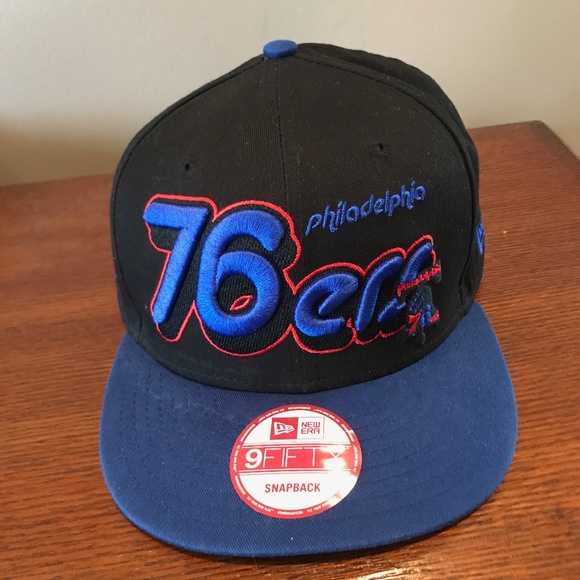 philadelphia
76ers
NEW ERA
9FIFTY
SNAPBACK